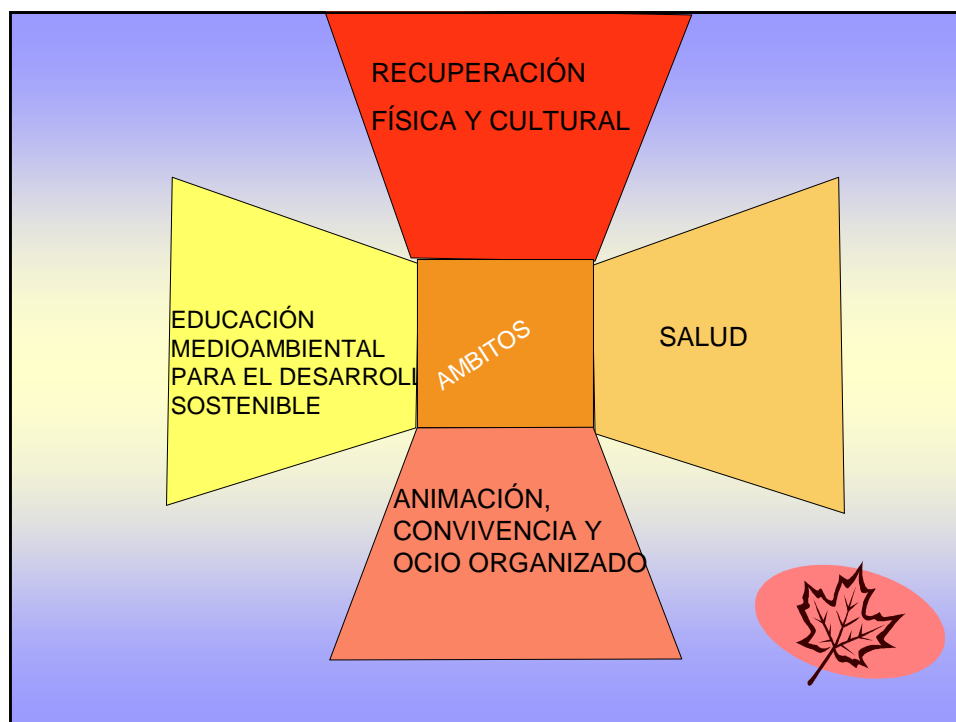 RECUPERACIÓN
FÍSICA Y CULTURAL
EDUCACIÓN
MEDIOAMBIENTAL
PARA EL DESARROLL
SOSTENIBLE
AMBITOS
SALUD
ANIMACIÓN,
CONVIVENCIA Y
OCIO ORGANIZADO